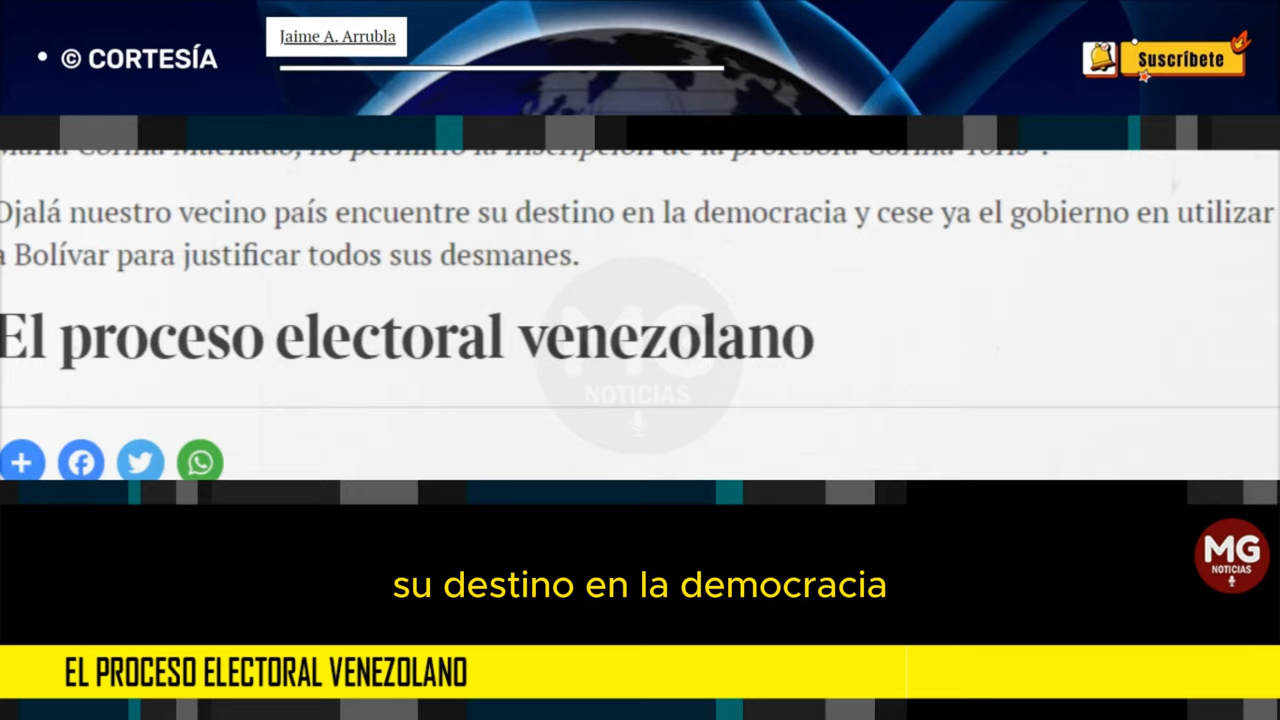 • © CORTESÍA
Jaime A. Arrubla
Suscríbete
Ojalá nuestro vecino país encuentre su destino en la democracia y cese ya el gobierno en utilizar
a Bolívar para justificar todos sus desmanes.
El proceso electoral venezolano
MG
NOTICIAS
su destino en la democracia
MG
NOTICIAS
EL PROCESO ELECTORAL VENEZOLANO